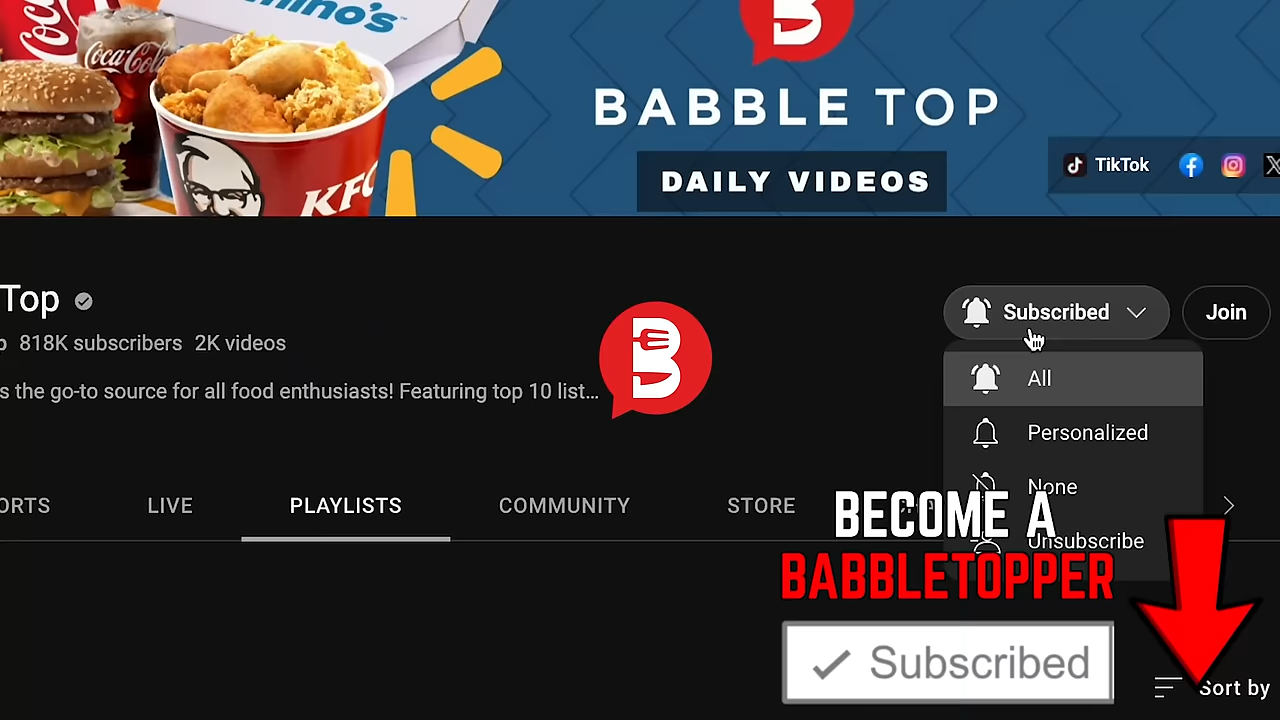 Coca-Cola
mino's
KFC
BABBLE TOP
DAILY VIDEOS
TikTok
Top
818K subscribers 2K videos
s the go-to source for all food enthusiasts! Featuring top 10 list...
Subscribed
Join
All
Personalized
None
Unsubscribe
ORTS
LIVE
PLAYLISTS
COMMUNITY
STORE
BECOME A
BABBLETOPPER
Subscribed
Sort by